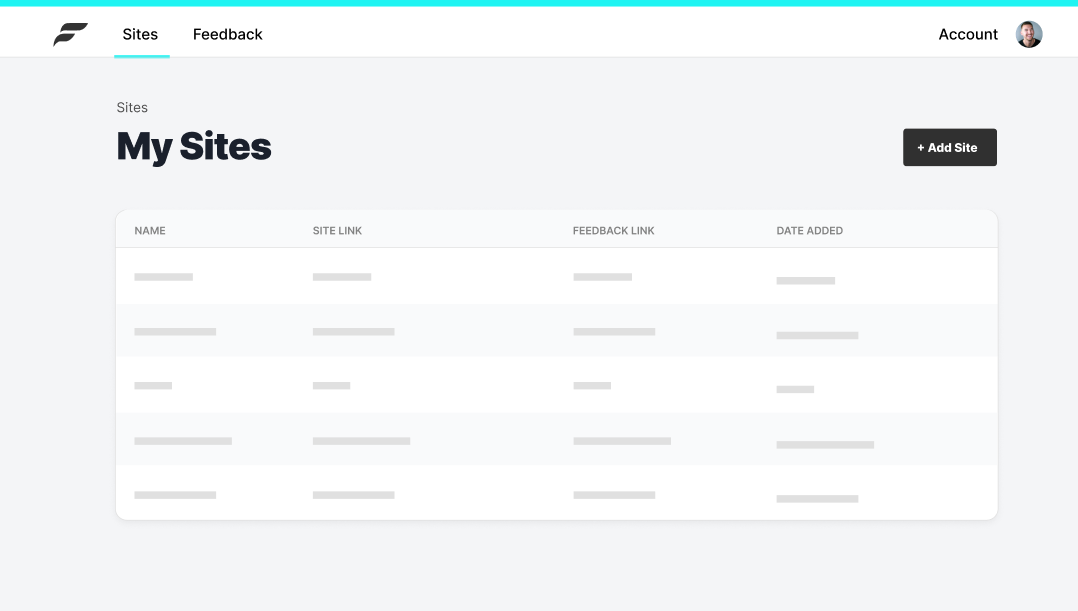 Sites Feedback Account
Sites
My Sites
+ Add Site
NAME SITE LINK FEEDBACK LINK DATE ADDED